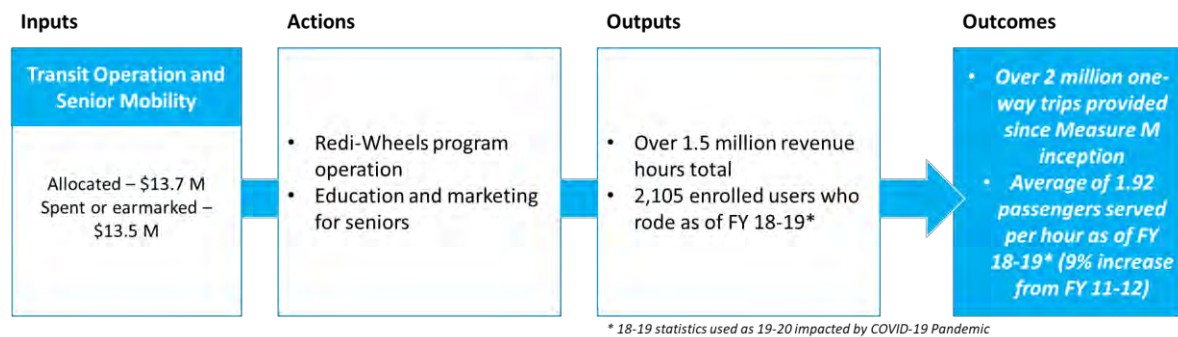 Inputs
Actions
Outputs
Outcomes
Transit Operation and
Senior Mobility
Allocated – $13.7 M
Spent or earmarked –
$13.5 M
• Redi-Wheels program
operation
• Education and marketing
for seniors
• Over 1.5 million revenue
hours total
• 2,105 enrolled users who
rode as of FY 18-19*
• Over 2 million one-
way trips provided
since Measure M
inception
• Average of 1.92
passengers served
per hour as of FY
18-19* (9% increase
from FY 11-12)
* 18-19 statistics used as 19-20 impacted by COVID-19 Pandemic